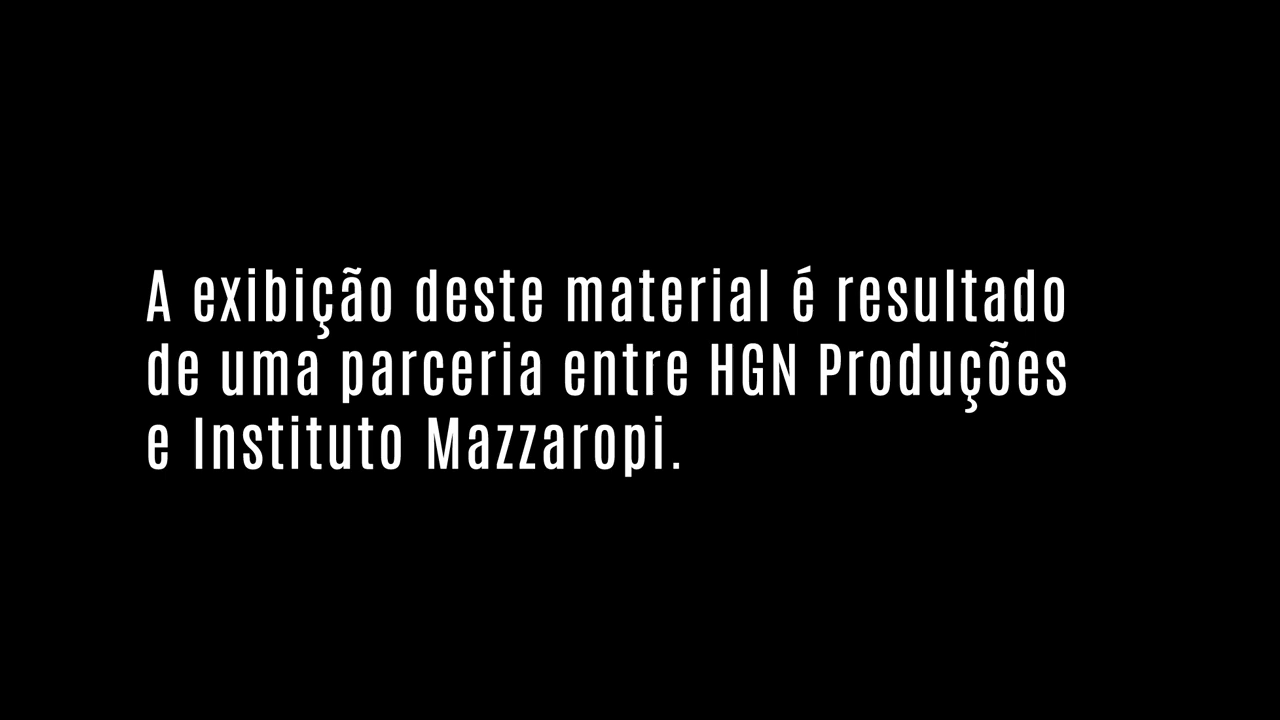 A exibição deste material é resultado
de uma parceria entre HGN Produções
e Instituto Mazzaropi.